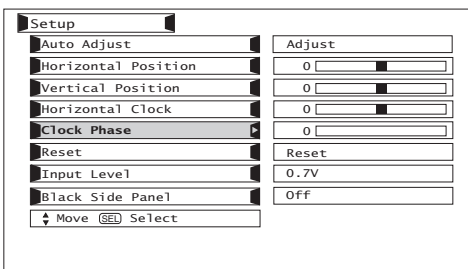 Setup
Auto Adjust Adjust
Horizontal Position 0
Vertical Position 0
Horizontal Clock 0
Clock Phase 0
Reset Reset
Input Level 0.7V
Black Side Panel Off
Move SEL Select